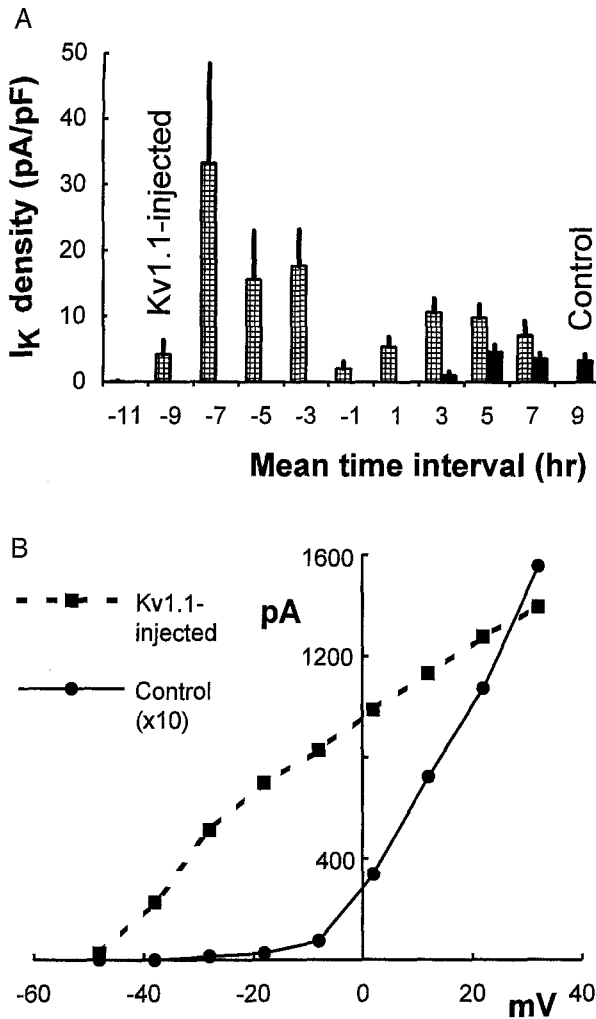 A
I_K density (pA/pF)
50
40
30
20
10
0
Kv1.1-injected
Control
-11 -9 -7 -5 -3 -1 1 3 5 7 9
Mean time interval (hr)
B
Kv1.1-
injected
Control
(x10)
pA
1600
1200
400
-60 -40 -20 0 20 40
mV